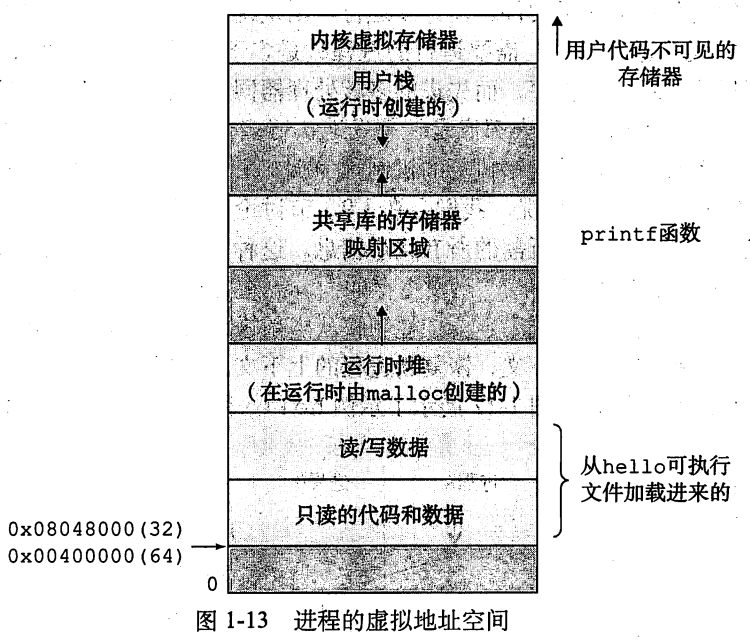 内核虚拟存储器
用户代码不可见的
存储器
用户栈
（运行时创建的）
共享库的存储器
映射区域
printf函数
运行时堆
（在运行时由malloc创建的）
读/写数据
从hello可执行
文件加载进来的
只读的代码和数据
0x08048000(32)
0x00400000(64)
0
图 1-13 进程的虚拟地址空间